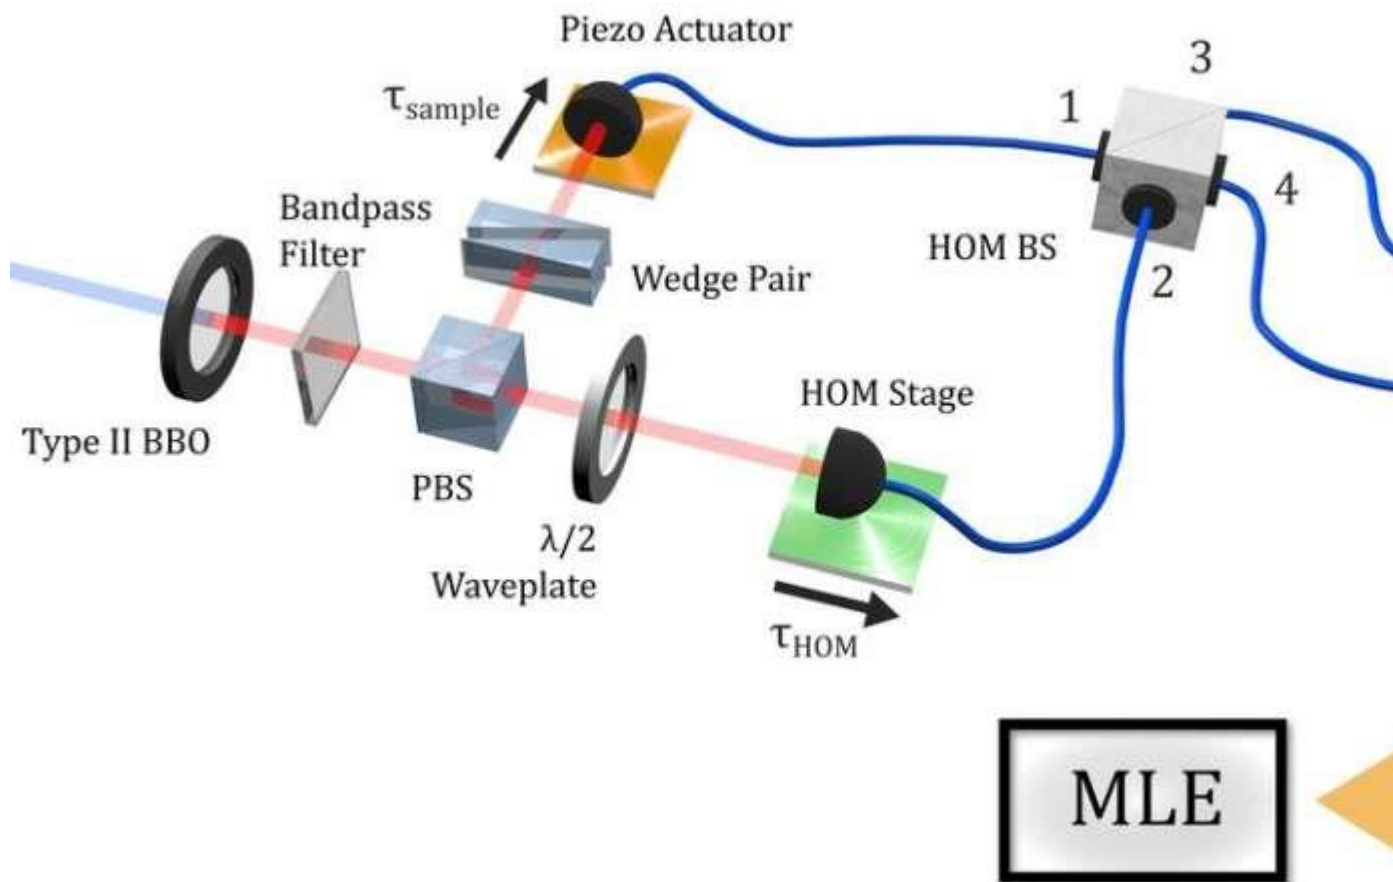 Piezo Actuator
τsample
3
1
Bandpass
Filter
4
HOM BS
Wedge Pair
2
HOM Stage
Type II BBO
PBS
λ/2
Waveplate
τHOM
MLE